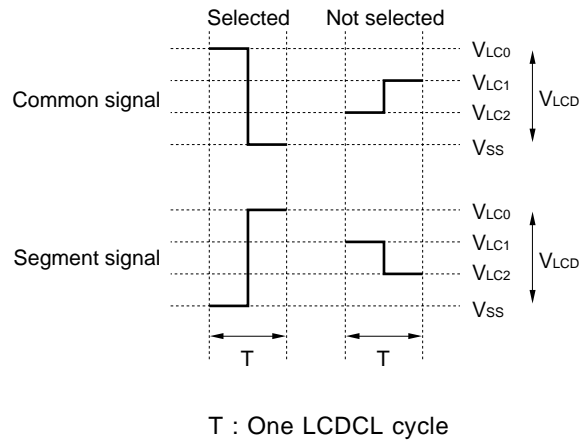 Selected Not selected
VLC0
VLC1
Common signal VLCD
VLC2
VSS
VLC0
VLC1
Segment signal VLCD
VLC2
VSS
T T
T : One LCDCL cycle